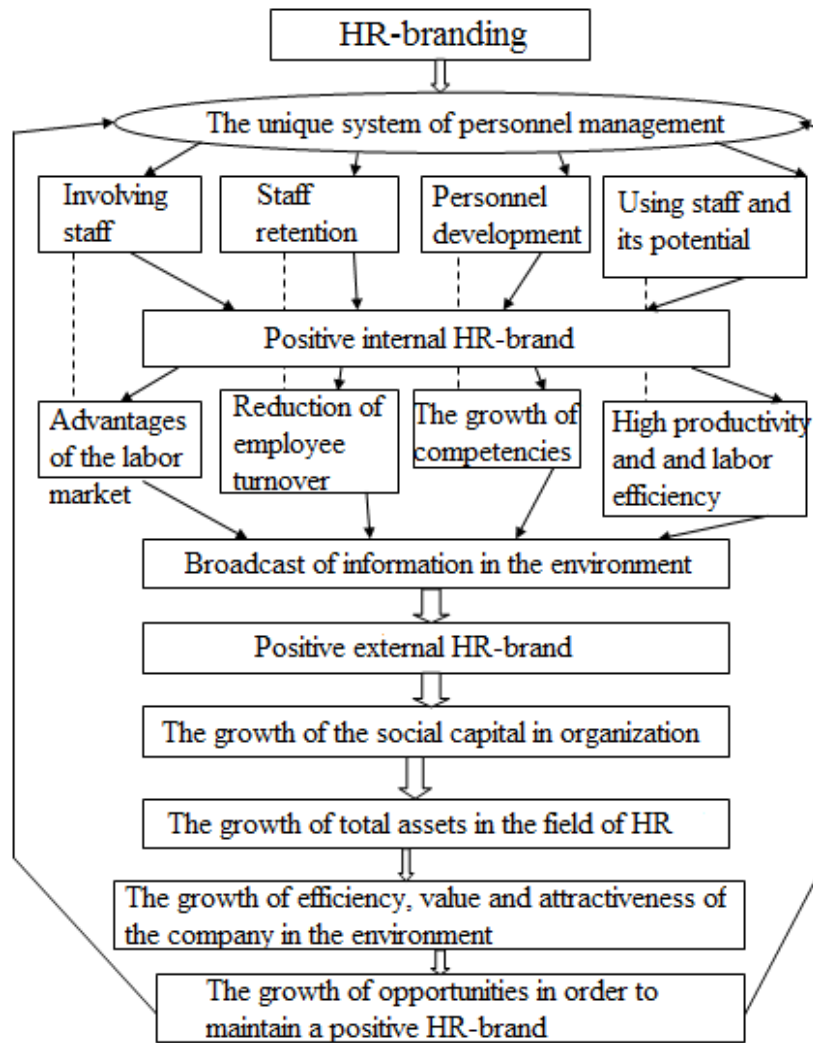 HR-branding
The unique system of personnel management
Involving
staff
Staff
retention
Personnel
development
Using staff and
its potential
Positive internal HR-brand
Advantages
of the labor
market
Reduction of
employee
turnover
The growth of
competencies
High productivity
and and labor
efficiency
Broadcast of information in the environment
Positive external HR-brand
The growth of the social capital in organization
The growth of total assets in the field of HR
The growth of efficiency, value and attractiveness of
the company in the environment
The growth of opportunities in order to
maintain a positive HR-brand